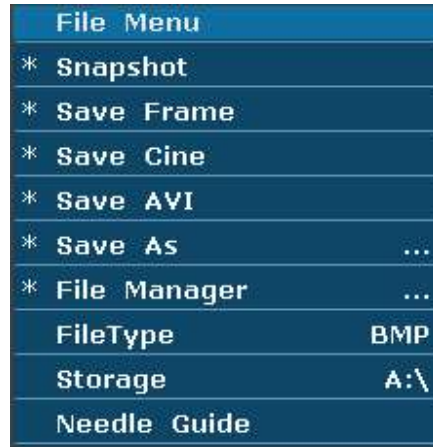 File Menu
* Snapshot
* Save Frame
* Save Cine
* Save AVI
* Save As ...
* File Manager ...
FileType BMP
Storage A:\
Needle Guide